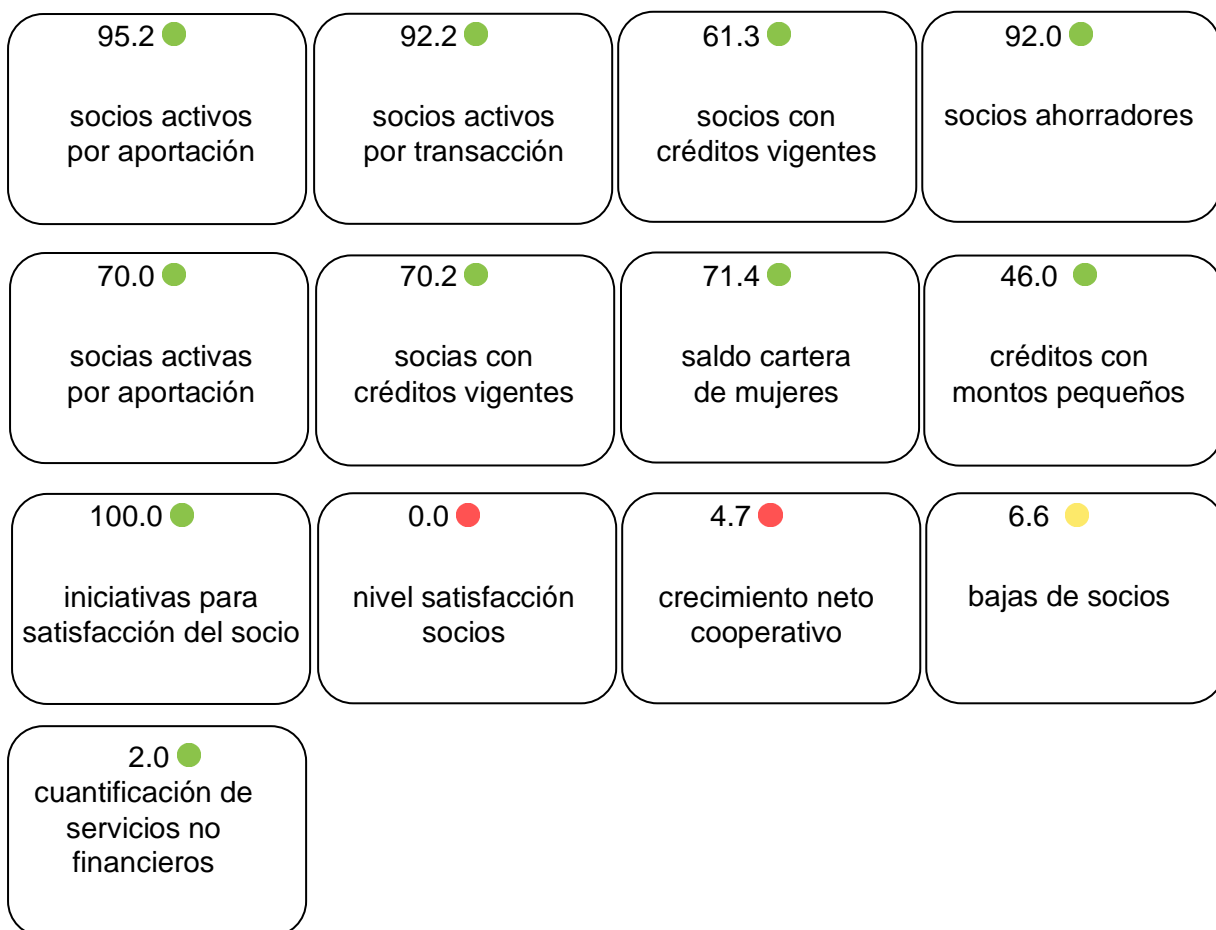 95.2
socios activos
por aportación
92.2
socios activos
por transacción
61.3
socios con
créditos vigentes
92.0
socios ahorradores
70.0
socias activas
por aportación
70.2
socias con
créditos vigentes
71.4
saldo cartera
de mujeres
46.0
créditos con
montos pequeños
100.0
iniciativas para
satisfacción del socio
0.0
nivel satisfacción
socios
4.7
crecimiento neto
cooperativo
6.6
bajas de socios
2.0
cuantificación de
servicios no
financieros